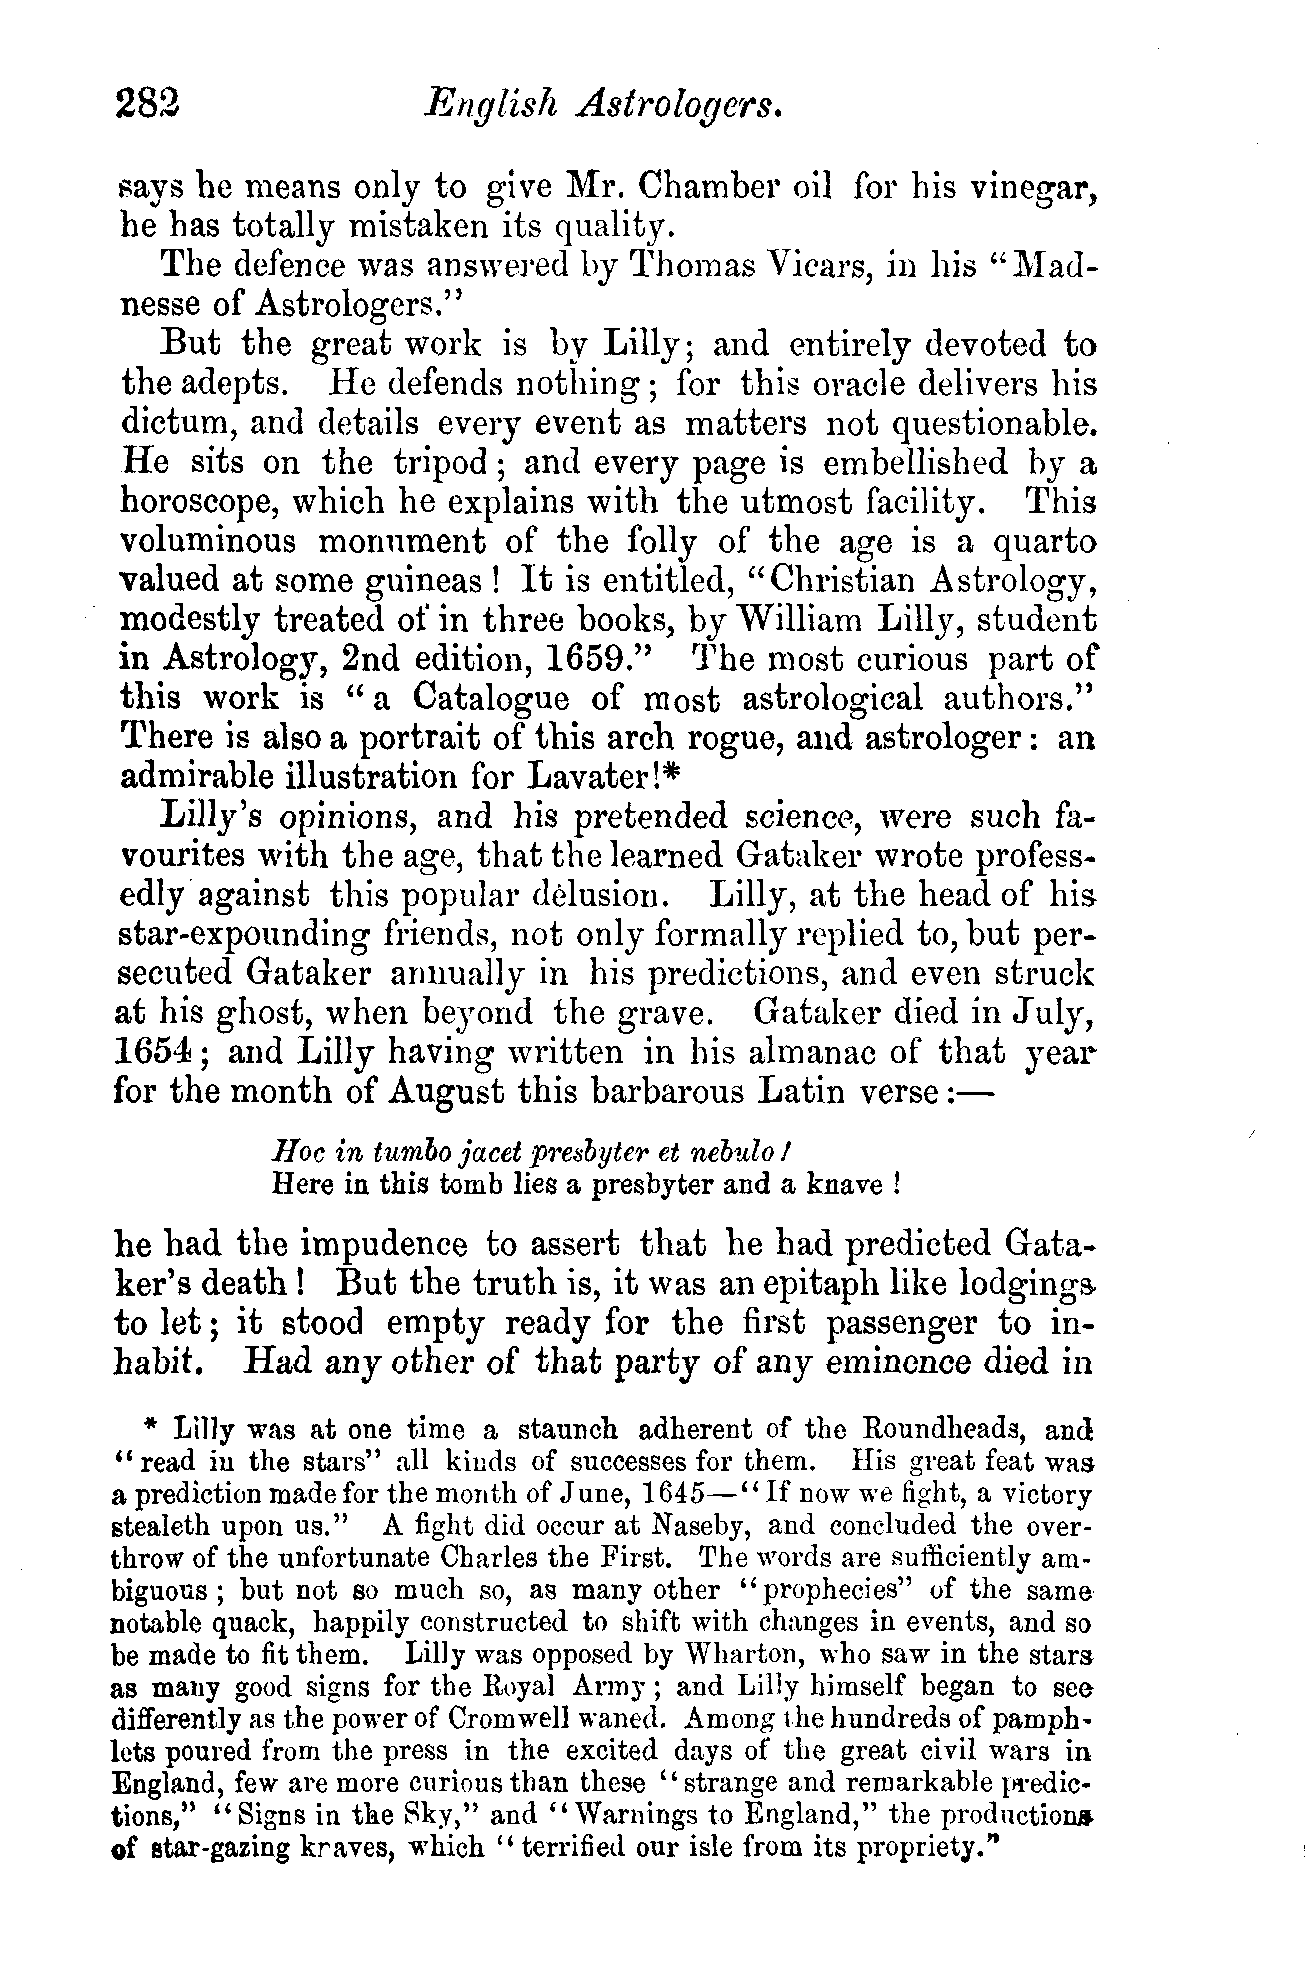 282 English Astrologers.
says he means only to give Mr. Chamber oil for his vinegar,
he has totally mistaken its quality.
The defence was answered by Thomas Vicars, in his “Mad-
nesse of Astrologers.”
But the great work is by Lilly; and entirely devoted to
the adepts. He defends nothing; for this oracle delivers his
dictum, and details every event as matters not questionable.
He sits on the tripod; and every page is embellished by a
horoscope, which he explains with the utmost facility. This
voluminous monument of the folly of the age is a quarto
valued at some guineas! It is entitled, “Christian Astrology,
modestly treated of in three books, by William Lilly, student
in Astrology, 2nd edition, 1659.” The most curious part of
this work is “a Catalogue of most astrological authors.”
There is also a portrait of this arch rogue, and astrologer: an
admirable illustration for Lavater!*
Lilly's opinions, and his pretended science, were such fa-
vourites with the age, that the learned Gataker wrote profess-
edly against this popular delusion. Lilly, at the head of his
star-expounding friends, not only formally replied to, but per-
secuted Gataker annually in his predictions, and even struck
at his ghost, when beyond the grave. Gataker died in July,
1654; and Lilly having written in his almanac of that year
for the month of August this barbarous Latin verse:—
Hoc in tumbo jacet presbyter et nebulo!
Here in this tomb lies a presbyter and a knave!
he had the impudence to assert that he had predicted Gata-
ker's death! But the truth is, it was an epitaph like lodgings
to let; it stood empty ready for the first passenger to in-
habit. Had any other of that party of any eminence died in
* Lilly was at one time a staunch adherent of the Roundheads, and
“read in the stars” all kinds of successes for them. His great feat was
a prediction made for the month of June, 1645—“If now we fight, a victory
stealeth upon us.” A fight did occur at Naseby, and concluded the over-
throw of the unfortunate Charles the First. The words are sufficiently am-
biguous; but not so much so, as many other “prophecies” of the same
notable quack, happily constructed to shift with changes in events, and so
be made to fit them. Lilly was opposed by Wharton, who saw in the stars
as many good signs for the Royal Army; and Lilly himself began to see
differently as the power of Cromwell waned. Among the hundreds of pamph-
lets poured from the press in the excited days of the great civil wars in
England, few are more curious than these “strange and remarkable predic-
tions,” “Signs in the Sky,” and “Warnings to England,” the productions
of star-gazing knaves, which “terrified our isle from its propriety.”